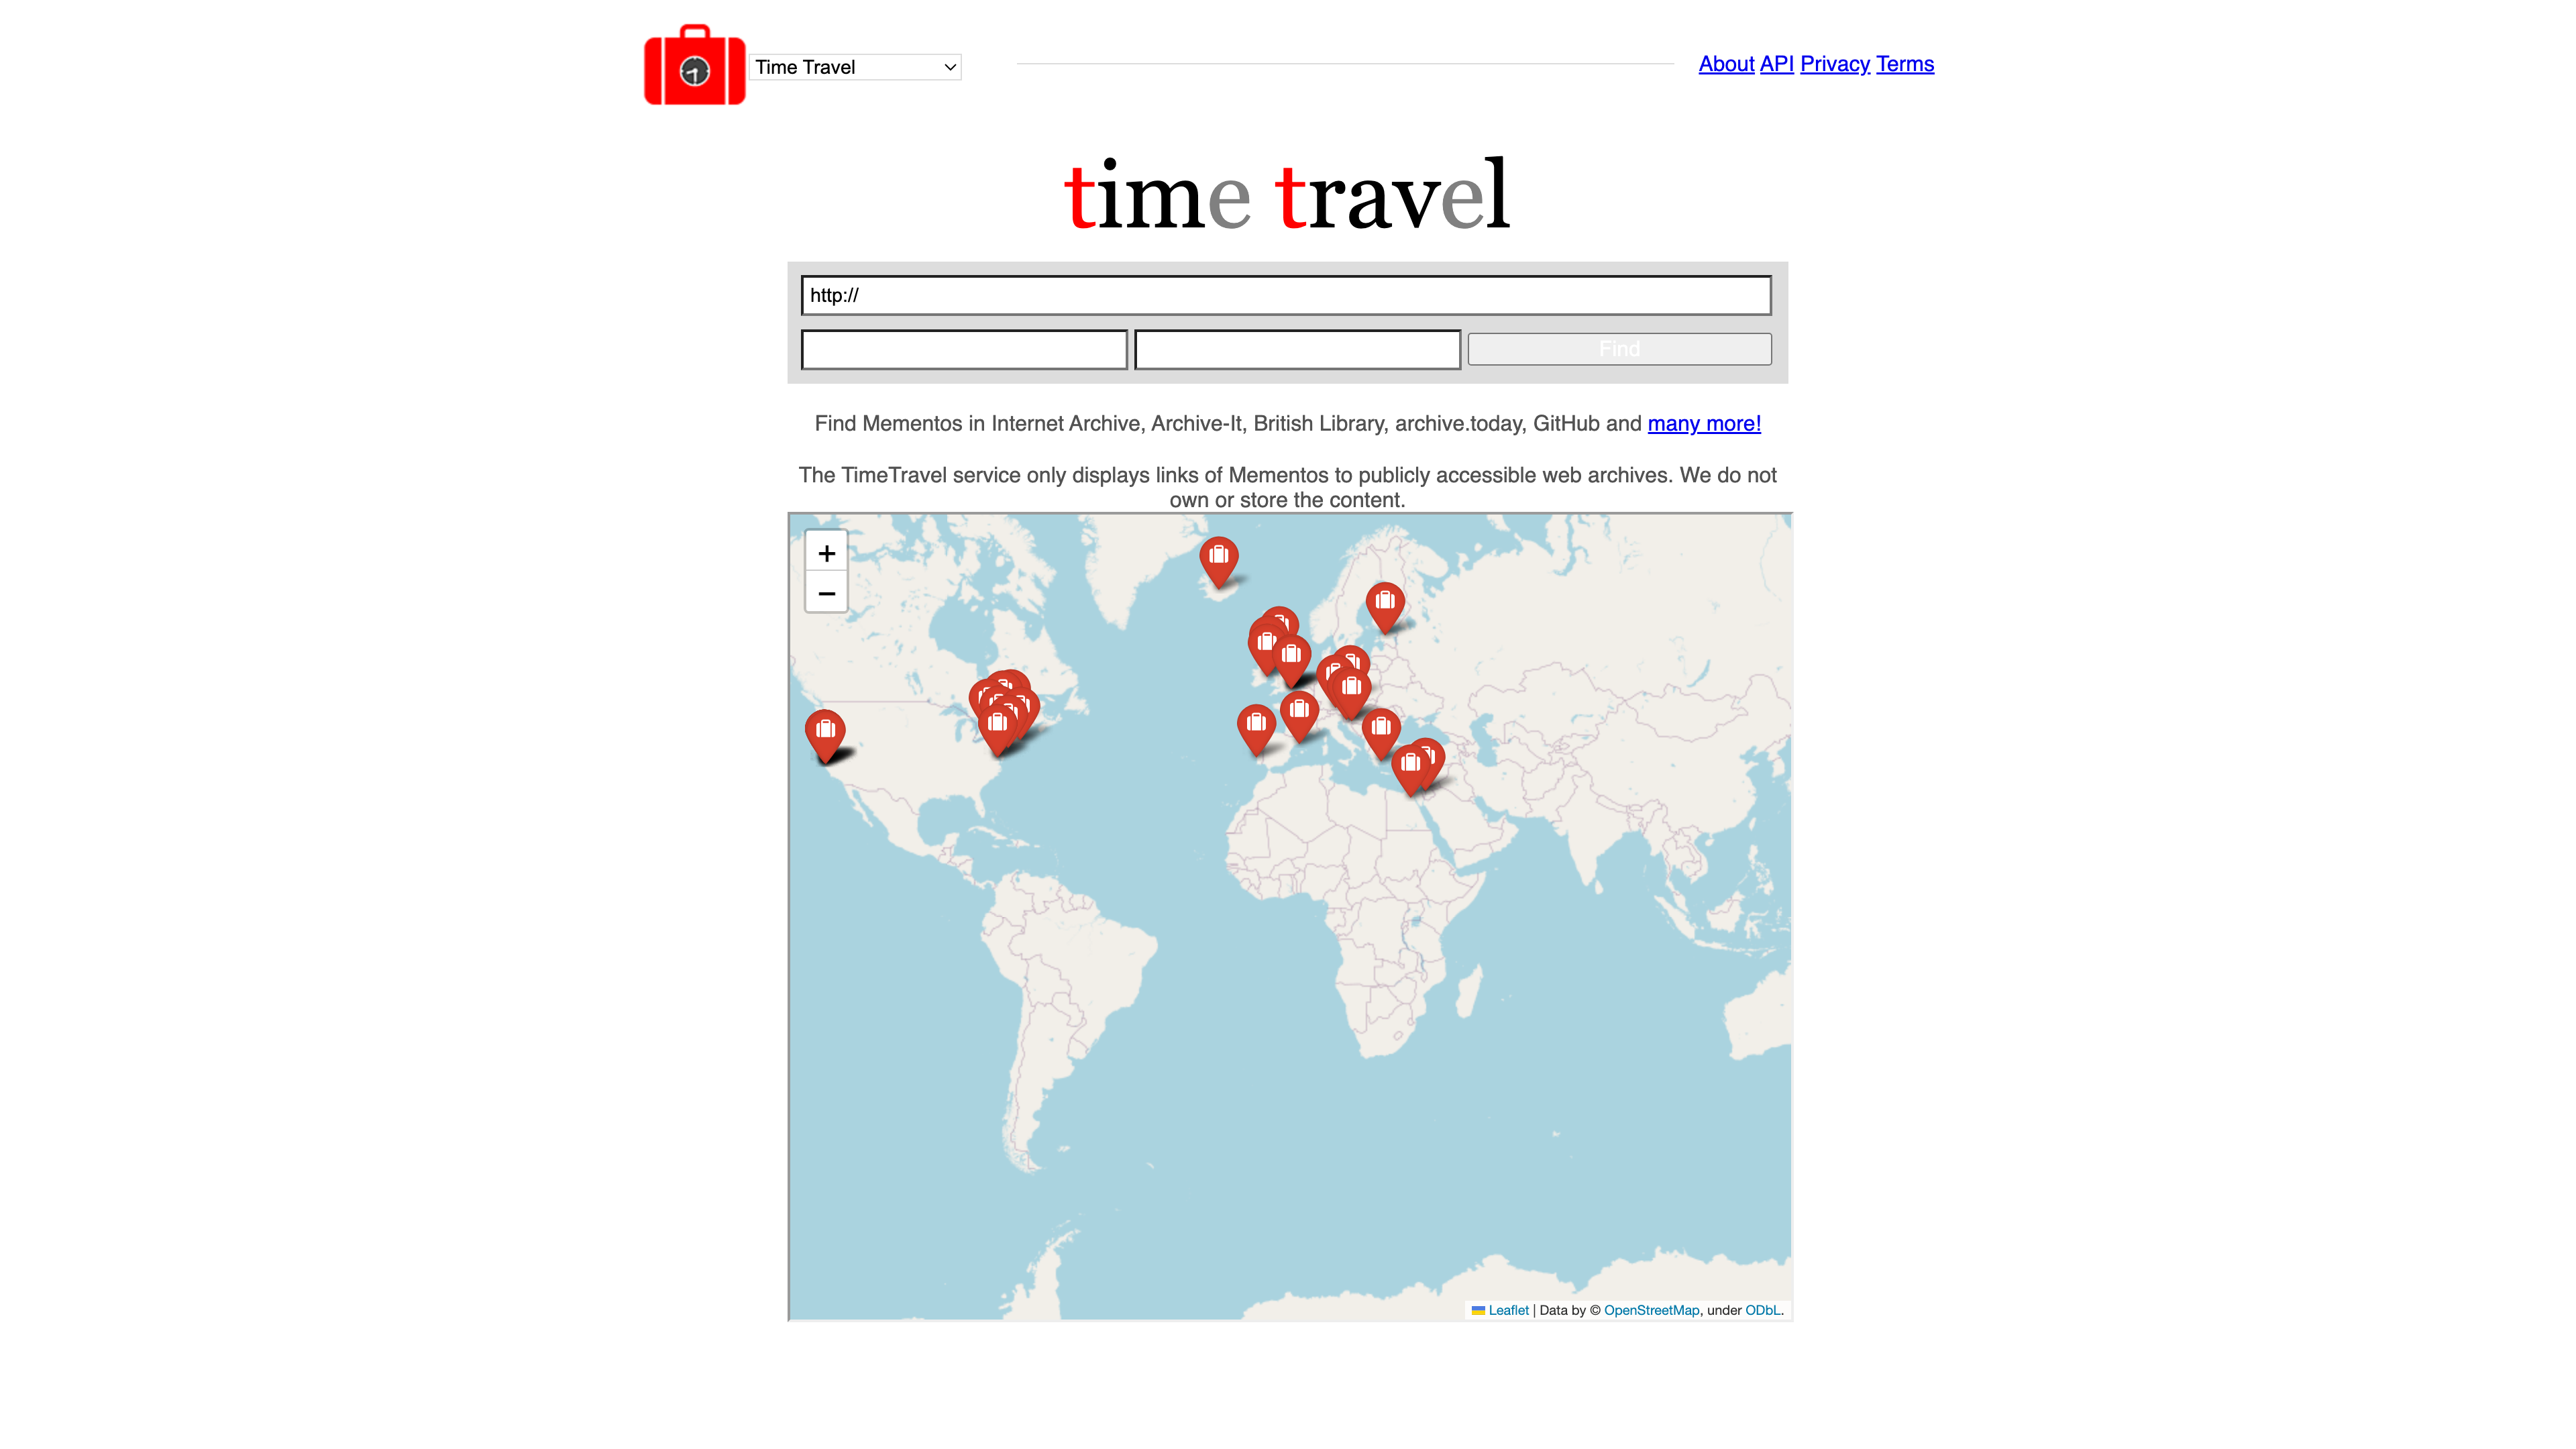 Time Travel
About API Privacy Terms
time travel
http://
Find
Find Mementos in Internet Archive, Archive-It, British Library, archive.today, GitHub and many more!
The TimeTravel service only displays links of Mementos to publicly accessible web archives. We do not
own or store the content.
+
−
Leaflet | Data by © OpenStreetMap, under ODbL.